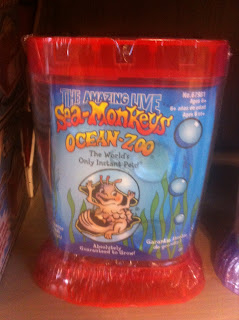 THE AMAZING LIVE
Sea-Monkeys
OCEAN-ZOO
The World's
Only Instant-Pets!
Absolutely
Guaranteed to Grow!